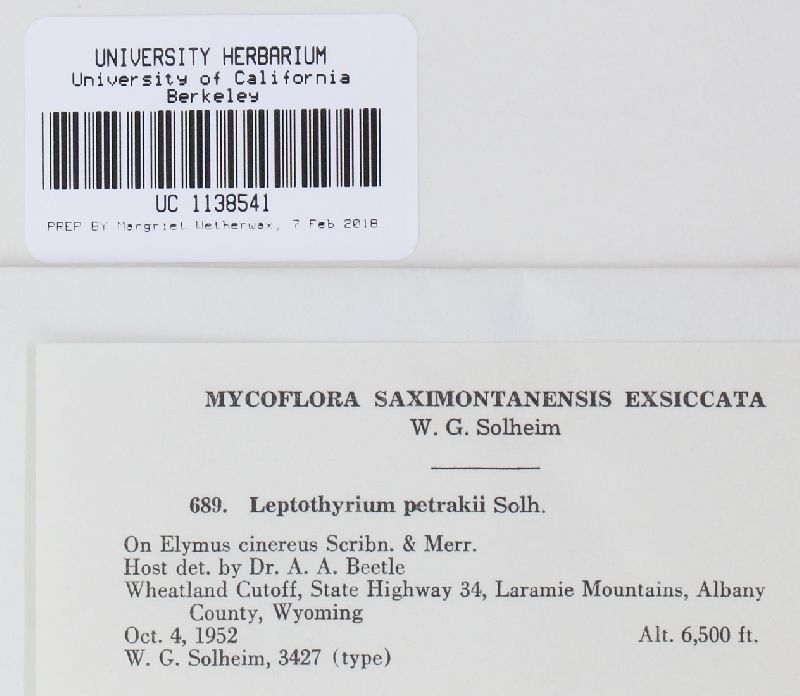 UNIVERSITY HERBARIUM
University of California
Berkeley
UC 1138541
PREP BY Margriet Wetherwax, 7 Feb 2018
MYCOFLORA SAXIMONTANENSIS EXSICCATA
W. G. Solheim
689. Leptothyrium petrakii Solh.
On Elymus cinereus Scribn. & Merr.
Host det. by Dr. A. A. Beetle
Wheatland Cutoff, State Highway 34, Laramie Mountains, Albany
County, Wyoming
Oct. 4, 1952 Alt. 6,500 ft.
W. G. Solheim, 3427 (type)